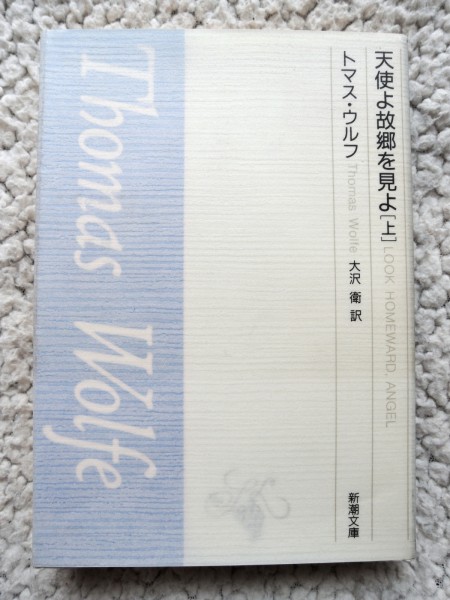 天使よ故郷を見よ[上] LOOK HOMEWARD, ANGEL
トマス・ウルフ Thomas Wolfe 大沢 衛 訳
新潮文庫
Thomas Wolfe